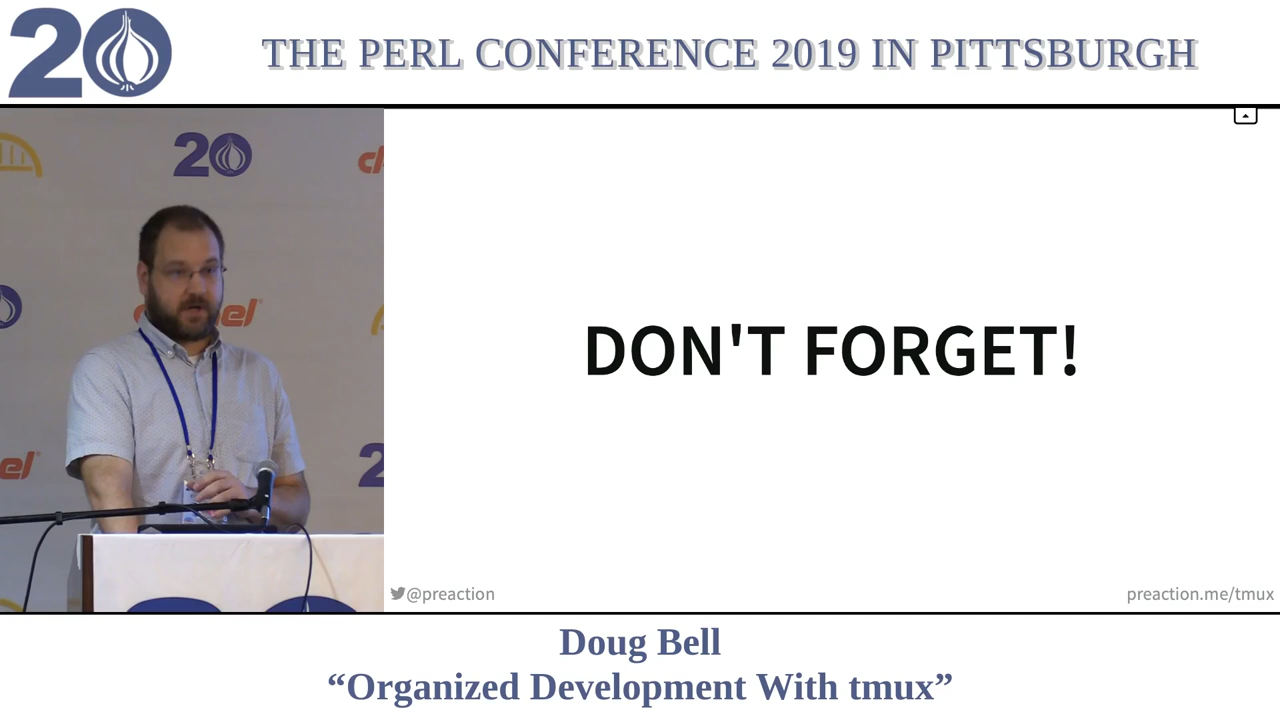 20
THE PERL CONFERENCE 2019 IN PITTSBURGH
20
DON'T FORGET!
@preaction
preaction.me/tmux
Doug Bell
“Organized Development With tmux”